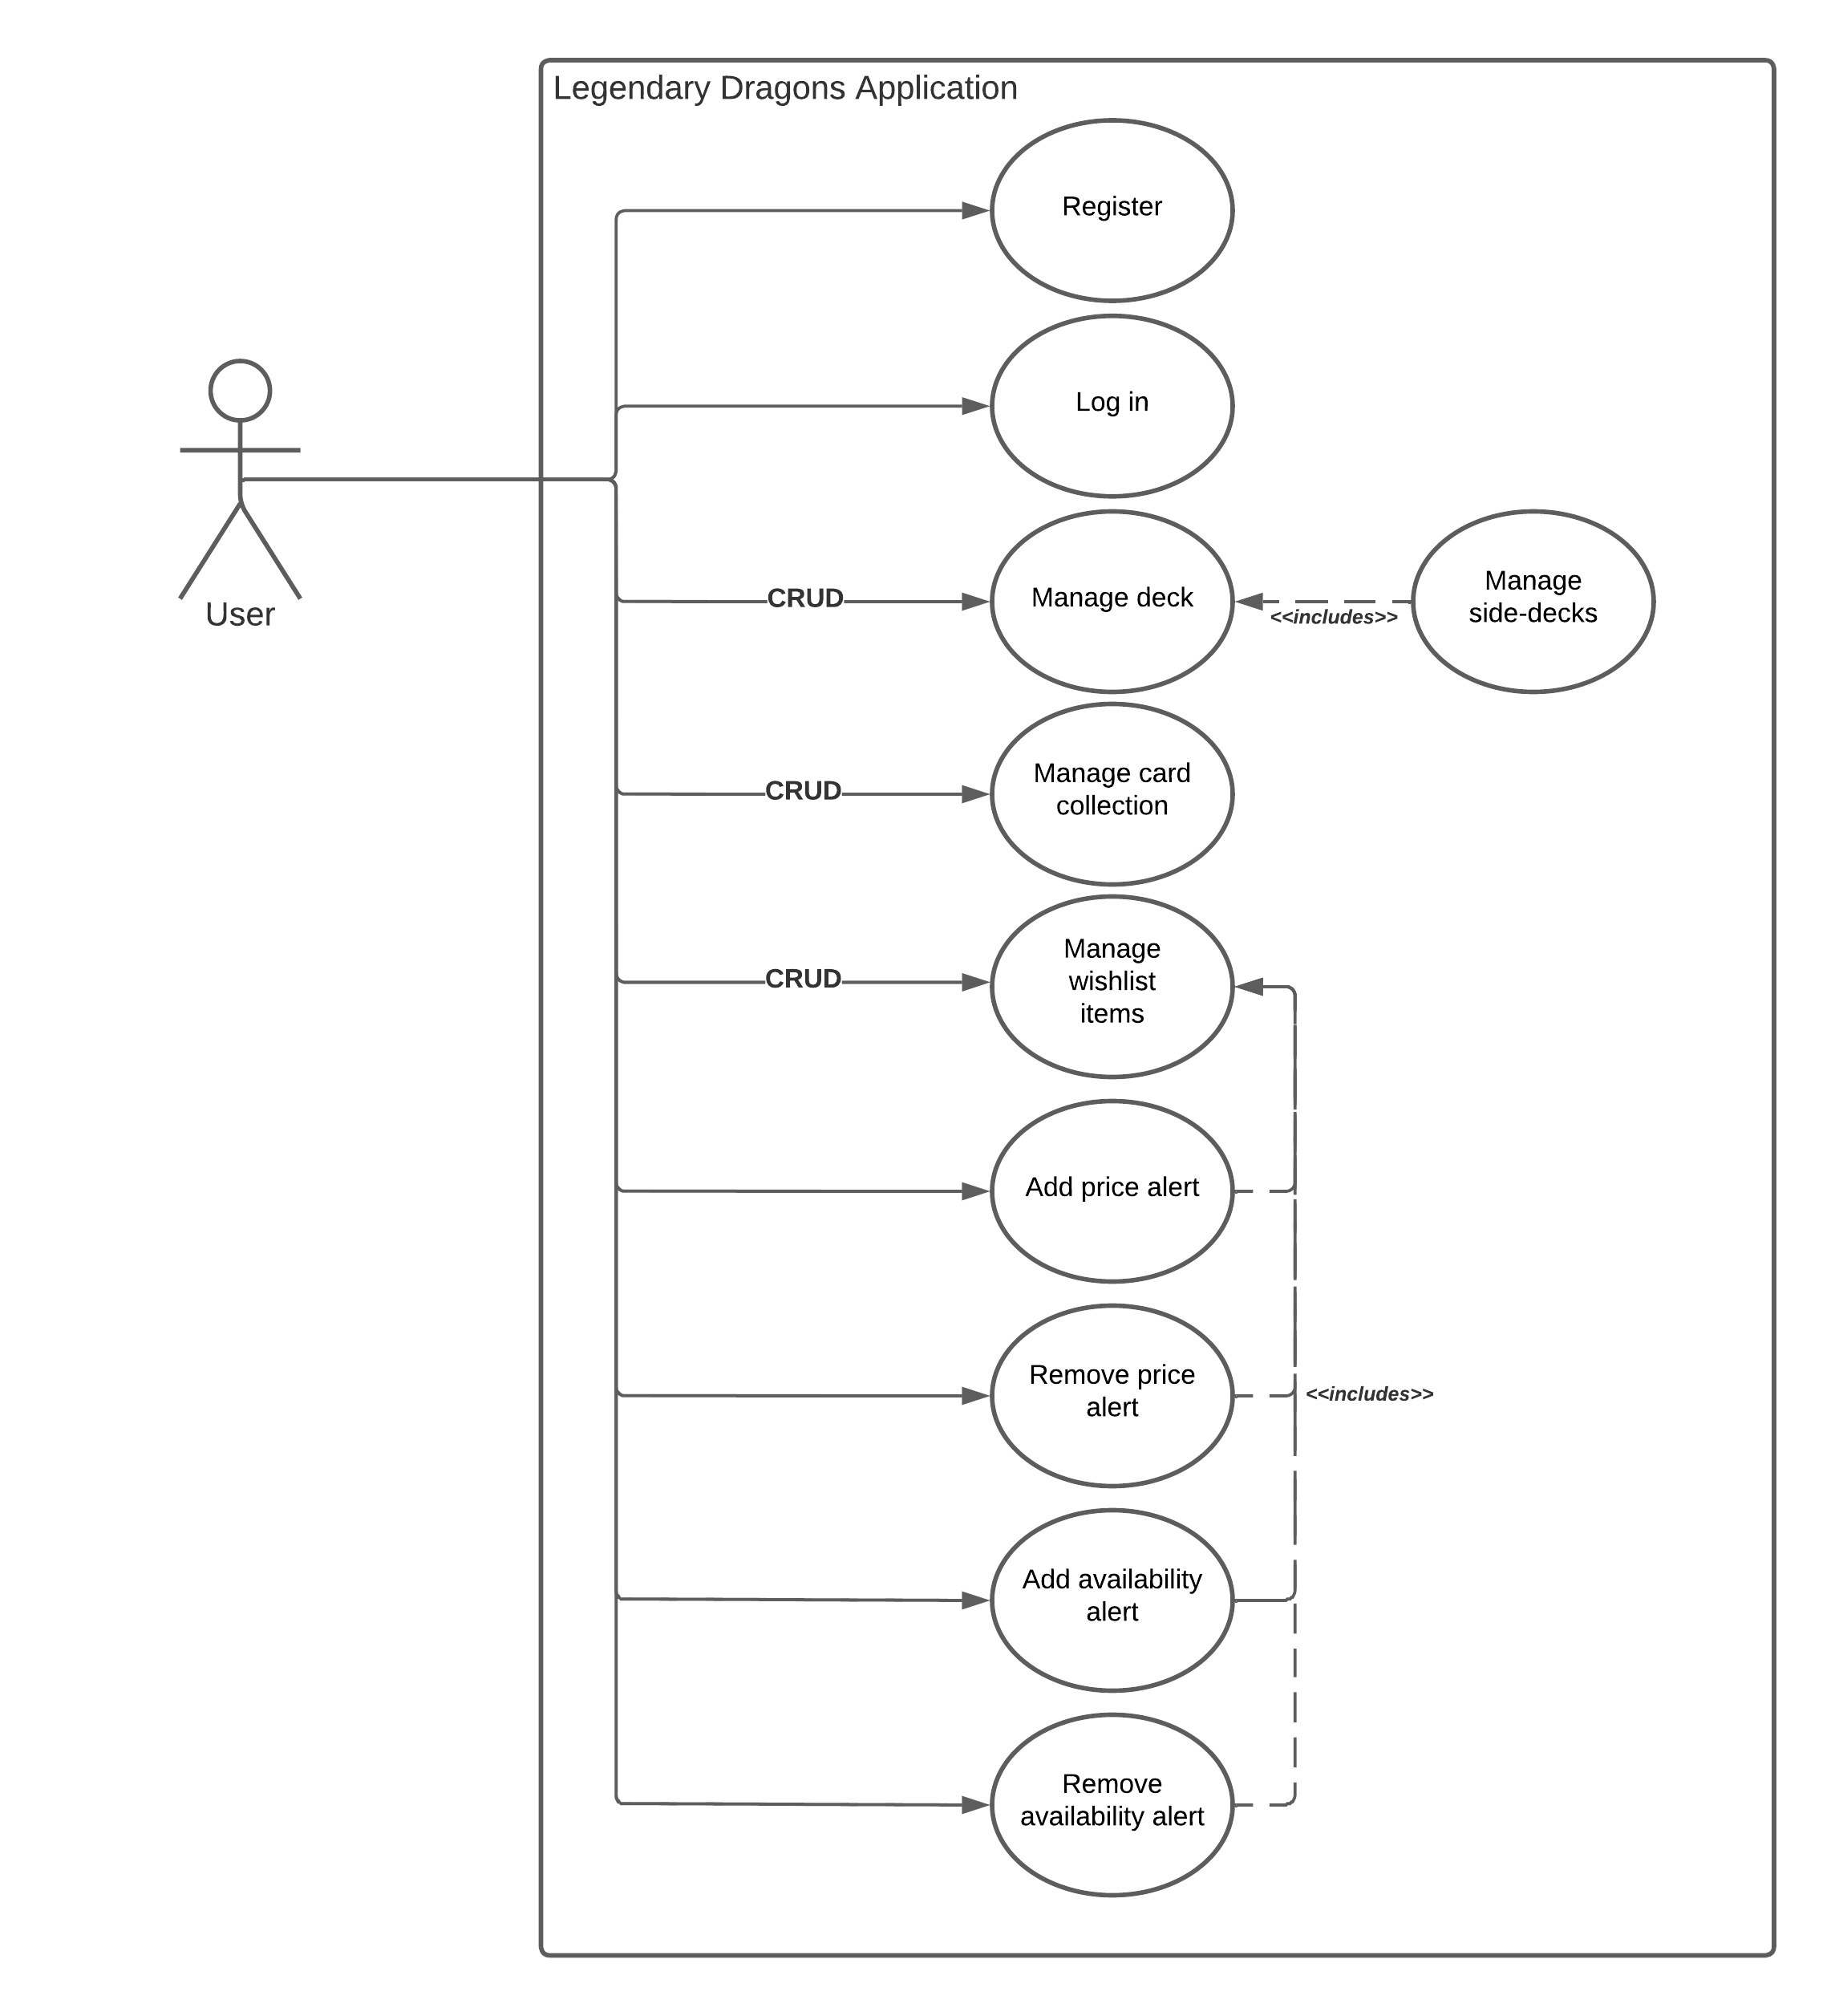 Legendary Dragons Application
Register
Log in
User
CRUD
Manage deck
<<includes>>
Manage
side-decks
CRUD
Manage card
collection
CRUD
Manage
wishlist
items
Add price alert
Remove price
alert
<<includes>>
Add availability
alert
Remove
availability alert